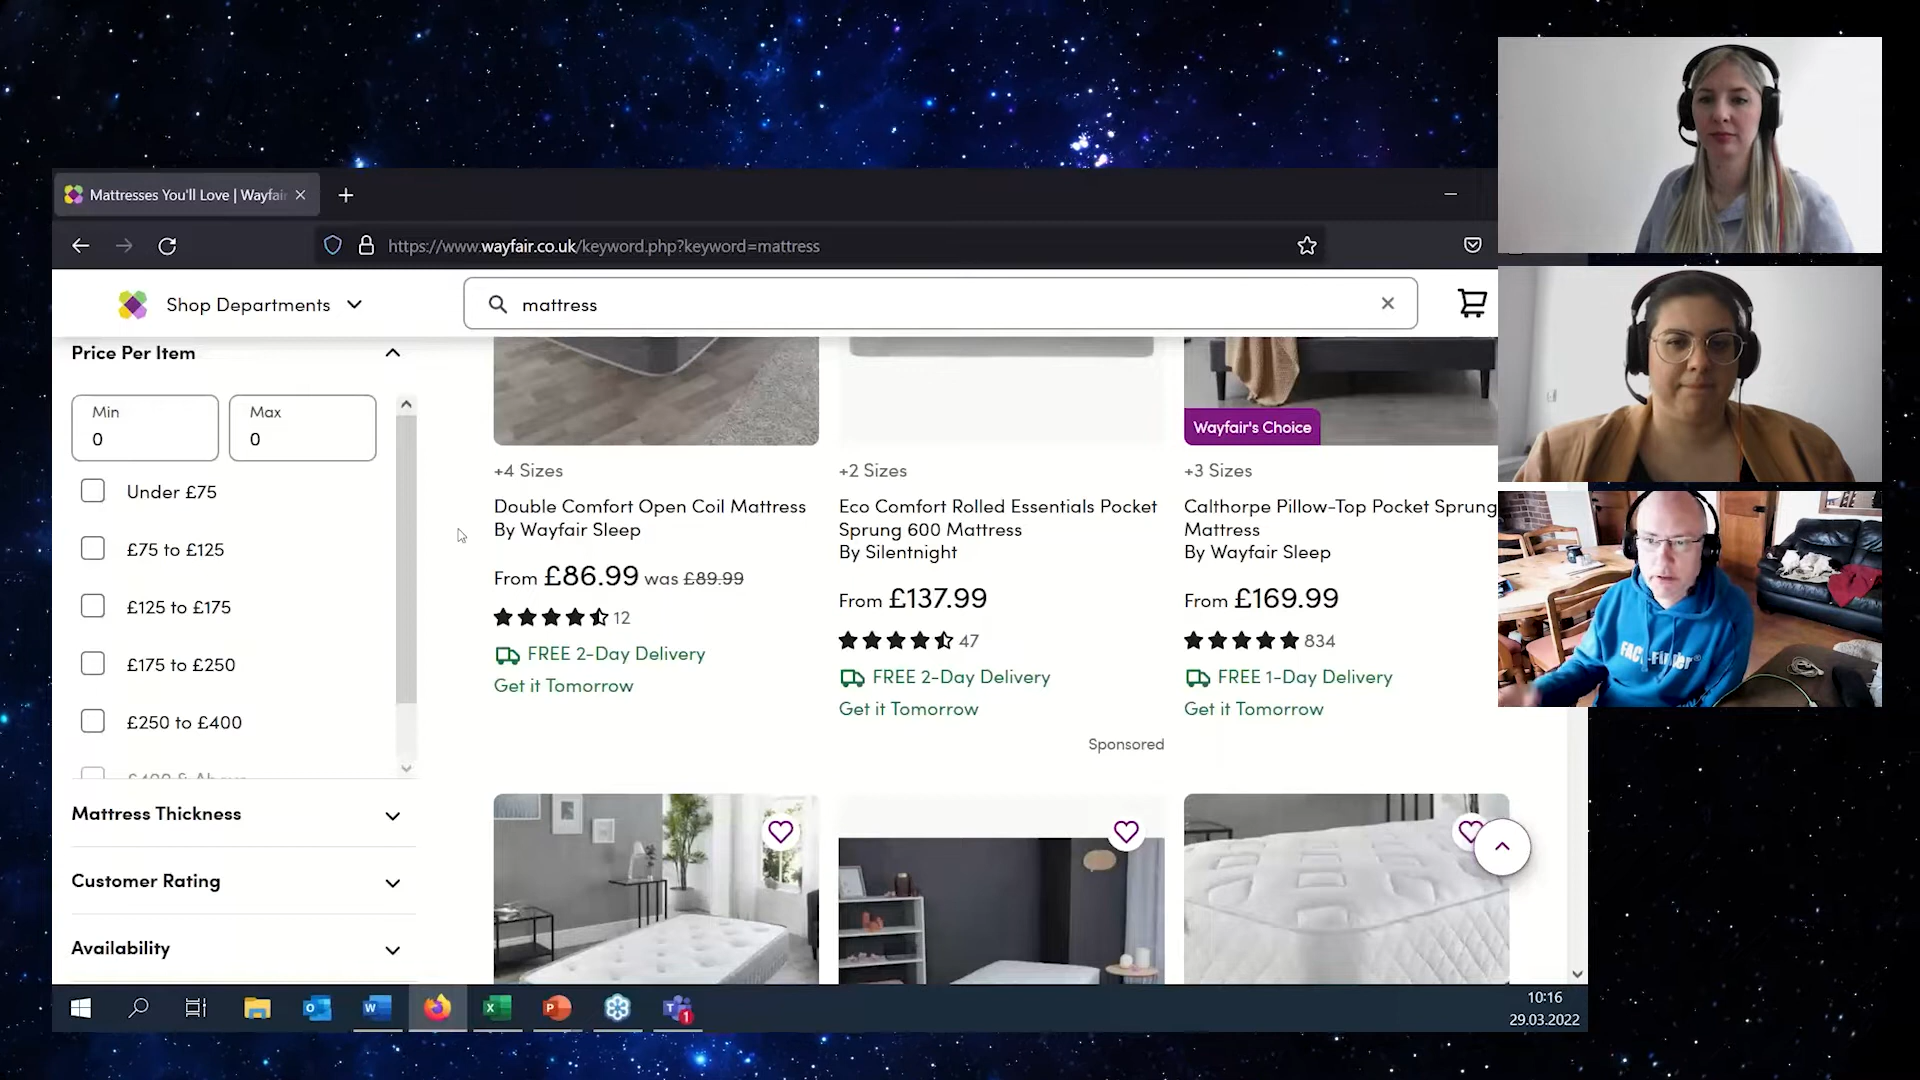 Mattresses You'll Love | Wayfair
https://www.wayfair.co.uk/keyword.php?keyword=mattress
Shop Departments
mattress
Price Per Item
Min
0
Max
0
Under £75
£75 to £125
£125 to £175
£175 to £250
£250 to £400
£400 & Above
Mattress Thickness
Customer Rating
Availability
+4 Sizes
Double Comfort Open Coil Mattress
By Wayfair Sleep
From £86.99 was £89.99
12
FREE 2-Day Delivery
Get it Tomorrow
+2 Sizes
Eco Comfort Rolled Essentials Pocket
Sprung 600 Mattress
By Silentnight
From £137.99
47
FREE 2-Day Delivery
Get it Tomorrow
Sponsored
Wayfair's Choice
+3 Sizes
Calthorpe Pillow-Top Pocket Sprung
Mattress
By Wayfair Sleep
From £169.99
834
FREE 1-Day Delivery
Get it Tomorrow
FACT-Finder®
10:16
29.03.2022